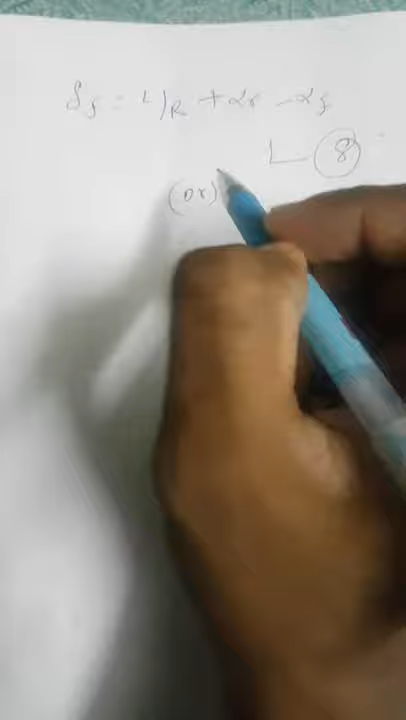 δf = L/R + αr - αf
L (8)
(or)